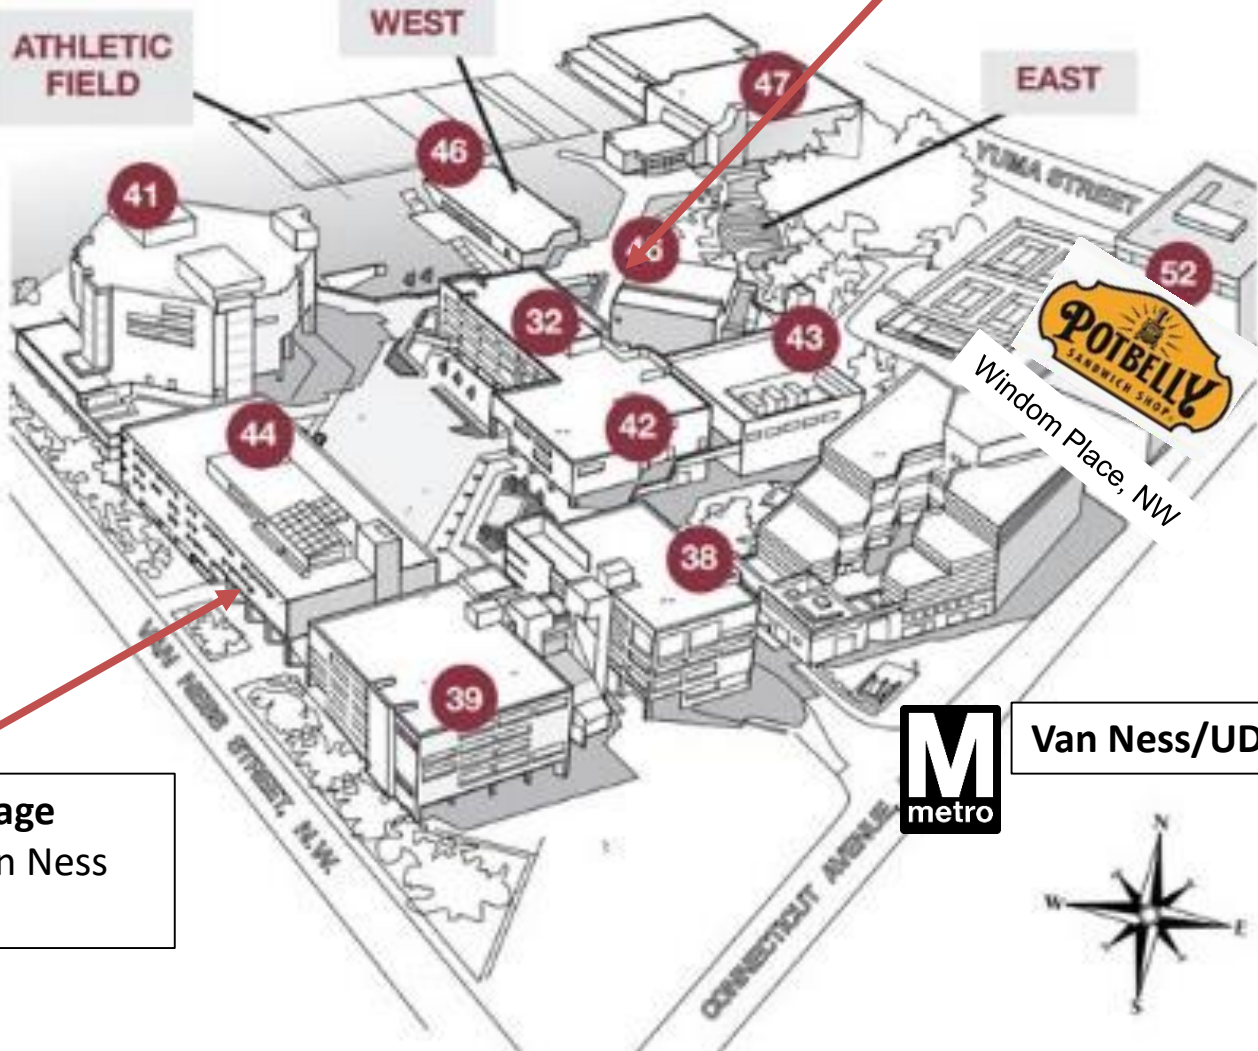 ATHLETIC
FIELD
WEST
47
EAST
46
YUMA STREET
41
52
44
32
43
POTBELLY
SANDWICH SHOP
Windom Place, NW
42
44
38
39
VAN NESS STREET, N.W.
M
metro
Van Ness/UD
age
n Ness
CONNECTICUT AVENUE,
N
W
E
S